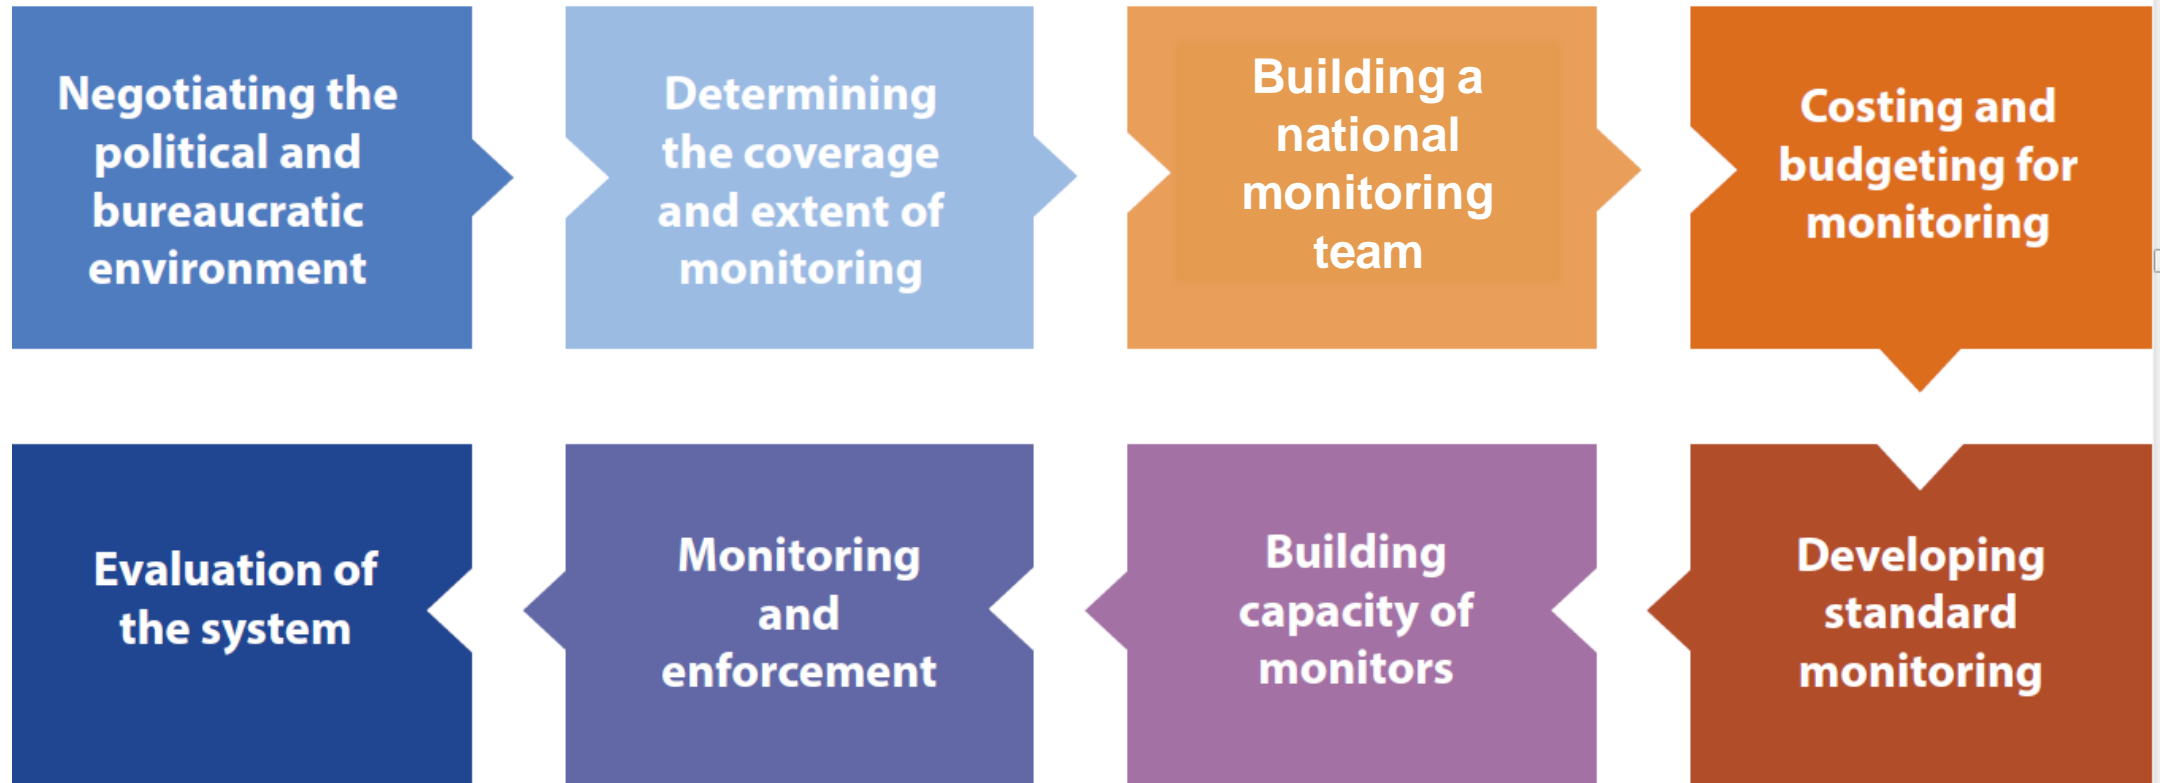 Negotiating the
political and
bureaucratic
environment
Determining
the coverage
and extent of
monitoring
Building a
national
monitoring
team
Costing and
budgeting for
monitoring
Developing
standard
monitoring
Building
capacity of
monitors
Monitoring
and
enforcement
Evaluation of
the system